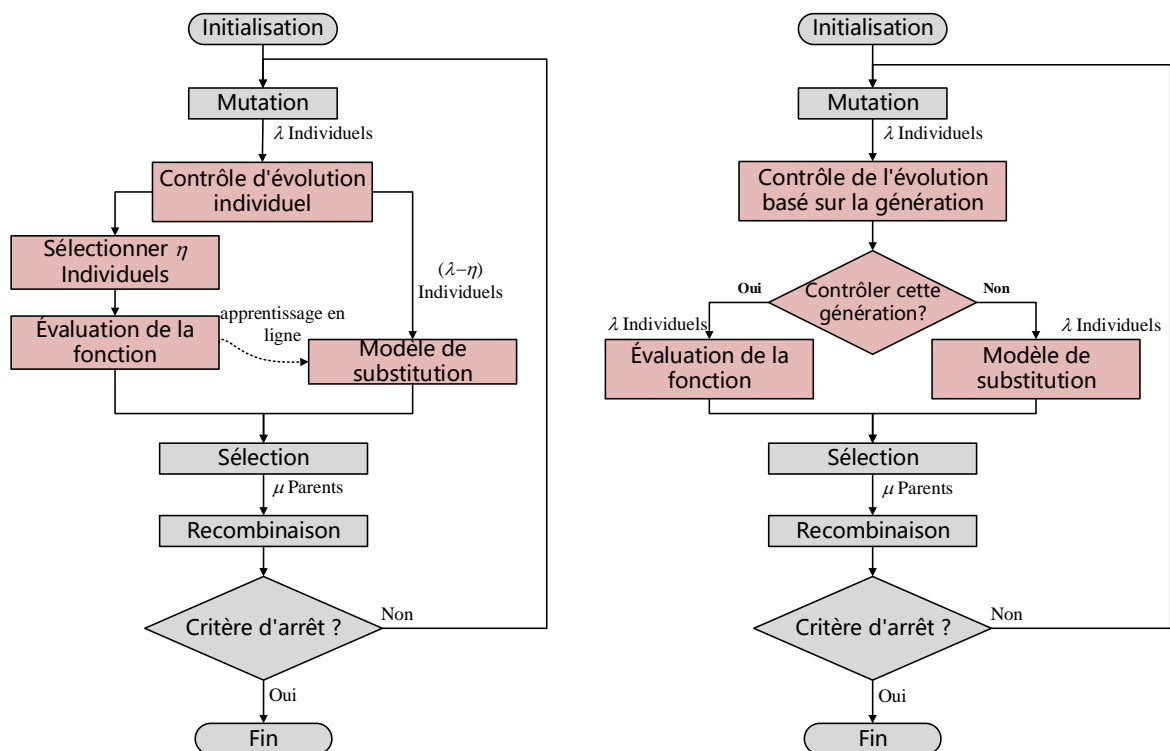 Initialisation
Mutation
λ Individuels
Contrôle d'évolution
individuel
Sélectionner η
Individuels
(λ−η)
Individuels
Évaluation de la
fonction
apprentissage en
ligne
Modèle de
substitution
Sélection
μ Parents
Recombinaison
Critère d'arrêt ?
Non
Oui
Fin
Initialisation
Mutation
λ Individuels
Contrôle de l'évolution
basé sur la génération
Contrôler cette
génération?
Oui
Non
λ Individuels
λ Individuels
Évaluation de la
fonction
Modèle de
substitution
Sélection
μ Parents
Recombinaison
Critère d'arrêt ?
Non
Oui
Fin